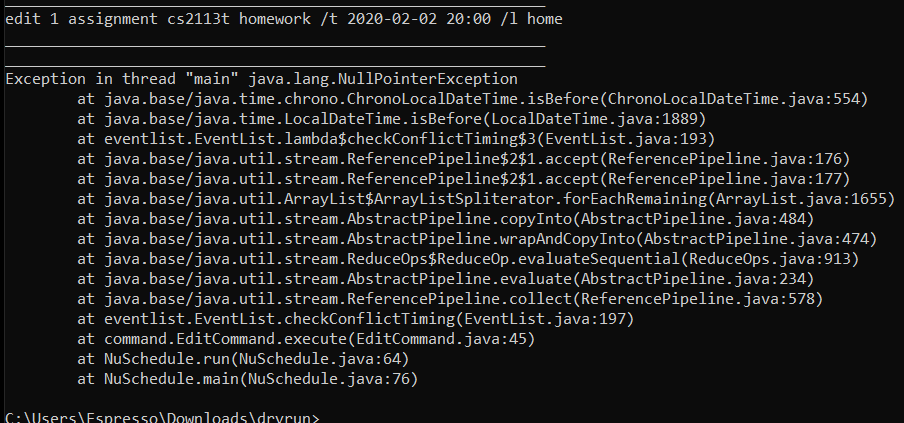 edit 1 assignment cs2113t homework /t 2020-02-02 20:00 /l home
Exception in thread "main" java.lang.NullPointerException
at java.base/java.time.chrono.ChronoLocalDateTime.isBefore(ChronoLocalDateTime.java:554)
at java.base/java.time.LocalDateTime.isBefore(LocalDateTime.java:1889)
at eventlist.EventList.lambda$checkConflictTiming$3(EventList.java:193)
at java.base/java.util.stream.ReferencePipeline$2$1.accept(ReferencePipeline.java:176)
at java.base/java.util.stream.ReferencePipeline$2$1.accept(ReferencePipeline.java:177)
at java.base/java.util.ArrayList$ArrayListSpliterator.forEachRemaining(ArrayList.java:1655)
at java.base/java.util.stream.AbstractPipeline.copyInto(AbstractPipeline.java:484)
at java.base/java.util.stream.AbstractPipeline.wrapAndCopyInto(AbstractPipeline.java:474)
at java.base/java.util.stream.ReduceOps$ReduceOp.evaluateSequential(ReduceOps.java:913)
at java.base/java.util.stream.AbstractPipeline.evaluate(AbstractPipeline.java:234)
at java.base/java.util.stream.ReferencePipeline.collect(ReferencePipeline.java:578)
at eventlist.EventList.checkConflictTiming(EventList.java:197)
at command.EditCommand.execute(EditCommand.java:45)
at NuSchedule.run(NuSchedule.java:64)
at NuSchedule.main(NuSchedule.java:76)
C:\Users\Espresso\Downloads\dryrun>